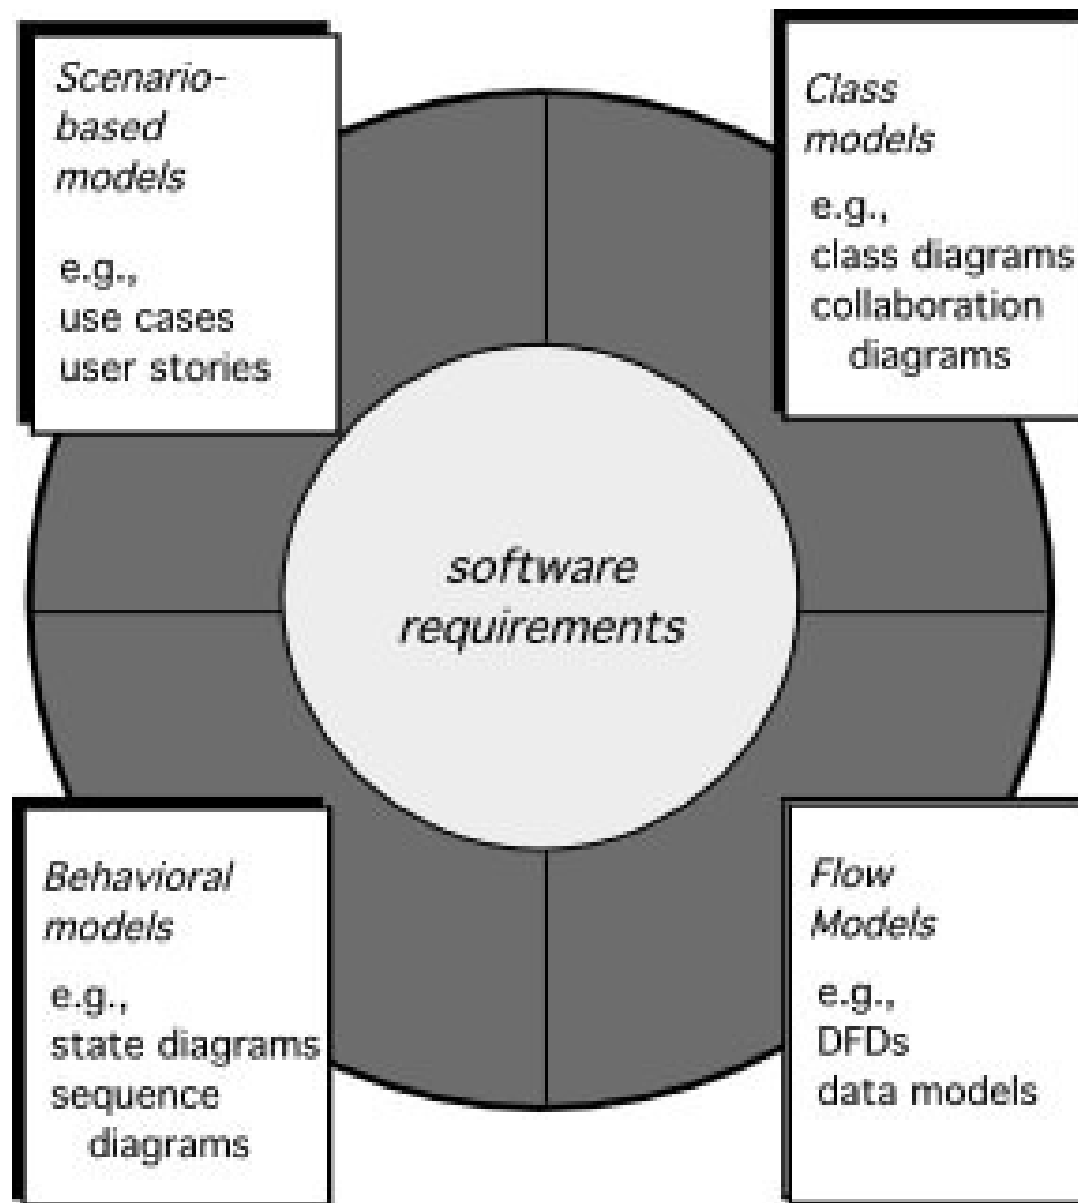 Scenario-
based
models
e.g.,
use cases
user stories
Class
models
e.g.,
class diagrams
collaboration
diagrams
software
requirements
Behavioral
models
e.g.,
state diagrams
sequence
diagrams
Flow
Models
e.g.,
DFDs
data models